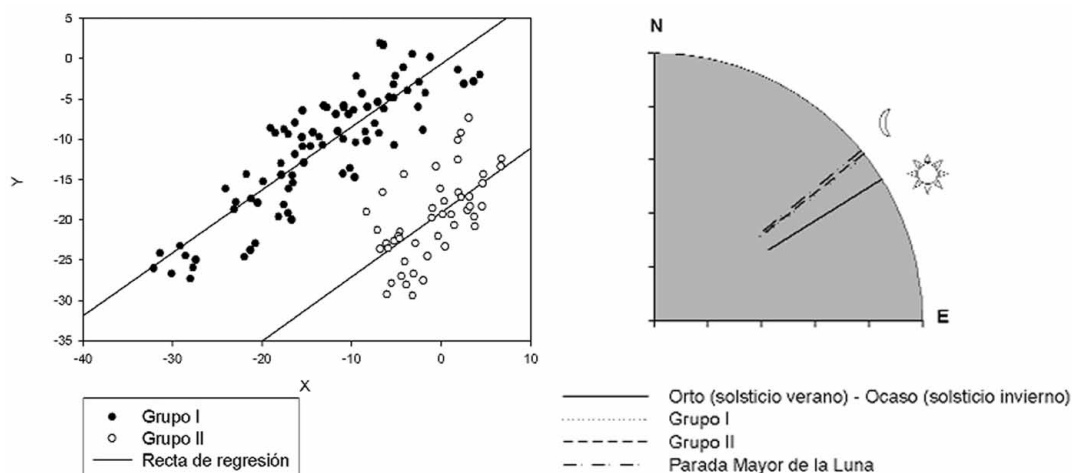 5
0
-5
-10
-15
-20
-25
-30
-35
Y
-40 -30 -20 -10 0 10
X
Grupo I
Grupo II
Recta de regresión
N
E
Orto (solsticio verano) - Ocaso (solsticio invierno)
Grupo I
Grupo II
Parada Mayor de la Luna